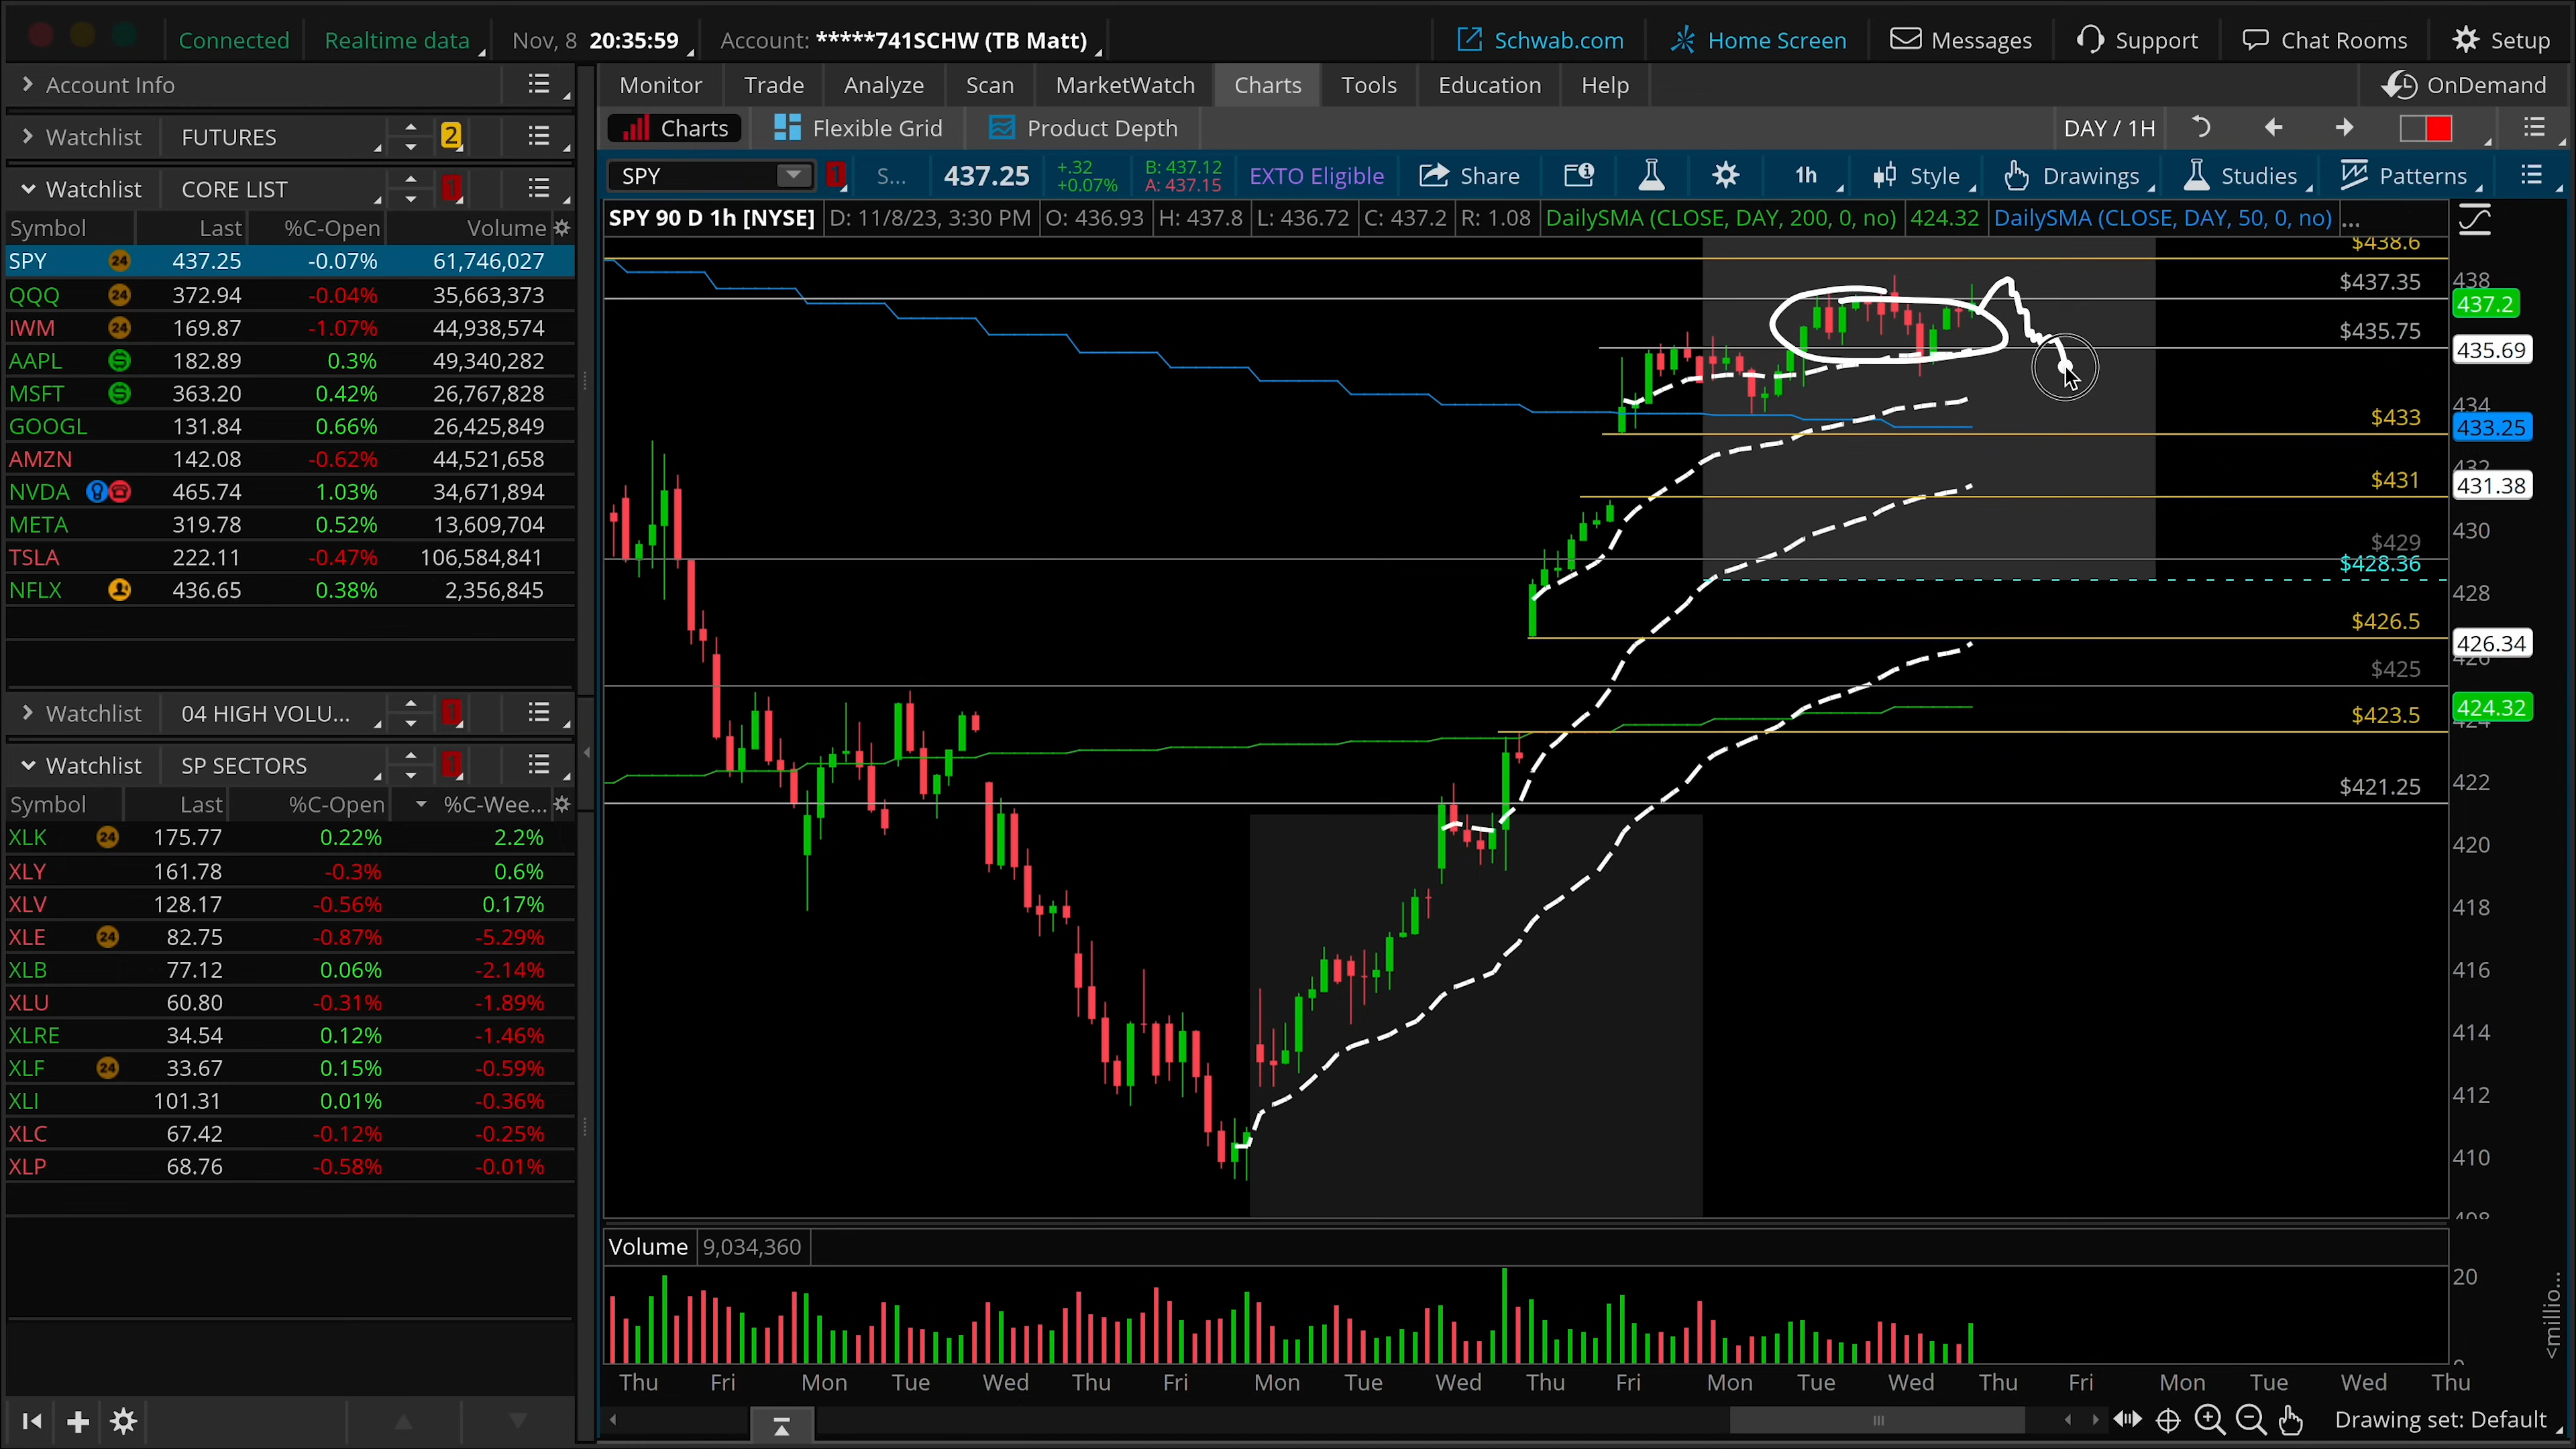 Connected Realtime data Nov, 8 20:35:59 Account: *****741SCHW (TB Matt) Schwab.com Home Screen Messages Support Chat Rooms Setup
Account Info
Monitor Trade Analyze Scan MarketWatch Charts Tools Education Help OnDemand
Watchlist FUTURES 2
Charts Flexible Grid Product Depth DAY / 1H
Watchlist CORE LIST 1
SPY 1 S... 437.25 +.32 +0.07% B: 437.12 A: 437.15 EXTO Eligible Share 1h Style Drawings Studies Patterns
Symbol Last %C-Open Volume
SPY 90 D 1h [NYSE] D: 11/8/23, 3:30 PM O: 436.93 H: 437.8 L: 436.72 C: 437.2 R: 1.08 DailySMA (CLOSE, DAY, 200, 0, no) 424.32 DailySMA (CLOSE, DAY, 50, 0, no) ...
SPY 24 437.25 -0.07% 61,746,027
QQQ 24 372.94 -0.04% 35,663,373
IWM 24 169.87 -1.07% 44,938,574
AAPL 182.89 0.3% 49,340,282
MSFT 363.20 0.42% 26,767,828
GOOGL 131.84 0.66% 26,425,849
AMZN 142.08 -0.62% 44,521,658
NVDA 465.74 1.03% 34,671,894
META 319.78 0.52% 13,609,704
TSLA 222.11 -0.47% 106,584,841
NFLX 436.65 0.38% 2,356,845
Watchlist 04 HIGH VOLU... 1
Watchlist SP SECTORS 1
Symbol Last %C-Open %C-Wee...
XLK 24 175.77 0.22% 2.2%
XLY 161.78 -0.3% 0.6%
XLV 128.17 -0.56% 0.17%
XLE 24 82.75 -0.87% -5.29%
XLB 77.12 0.06% -2.14%
XLU 60.80 -0.31% -1.89%
XLRE 34.54 0.12% -1.46%
XLF 24 33.67 0.15% -0.59%
XLI 101.31 0.01% -0.36%
XLC 67.42 -0.12% -0.25%
XLP 68.76 -0.58% -0.01%
$438.6
$437.35 438
437.2
$435.75
435.69
434
$433
433.25
432
$431
431.38
430
$429
$428.36
428
$426.5
426.34
426
$425
424.32
424
$423.5
422
$421.25
420
418
416
414
412
410
408
Volume 9,034,360
20
<millio...
0
Thu Fri Mon Tue Wed Thu Fri Mon Tue Wed Thu Fri Mon Tue Wed Thu Fri Mon Tue Wed Thu
Drawing set: Default